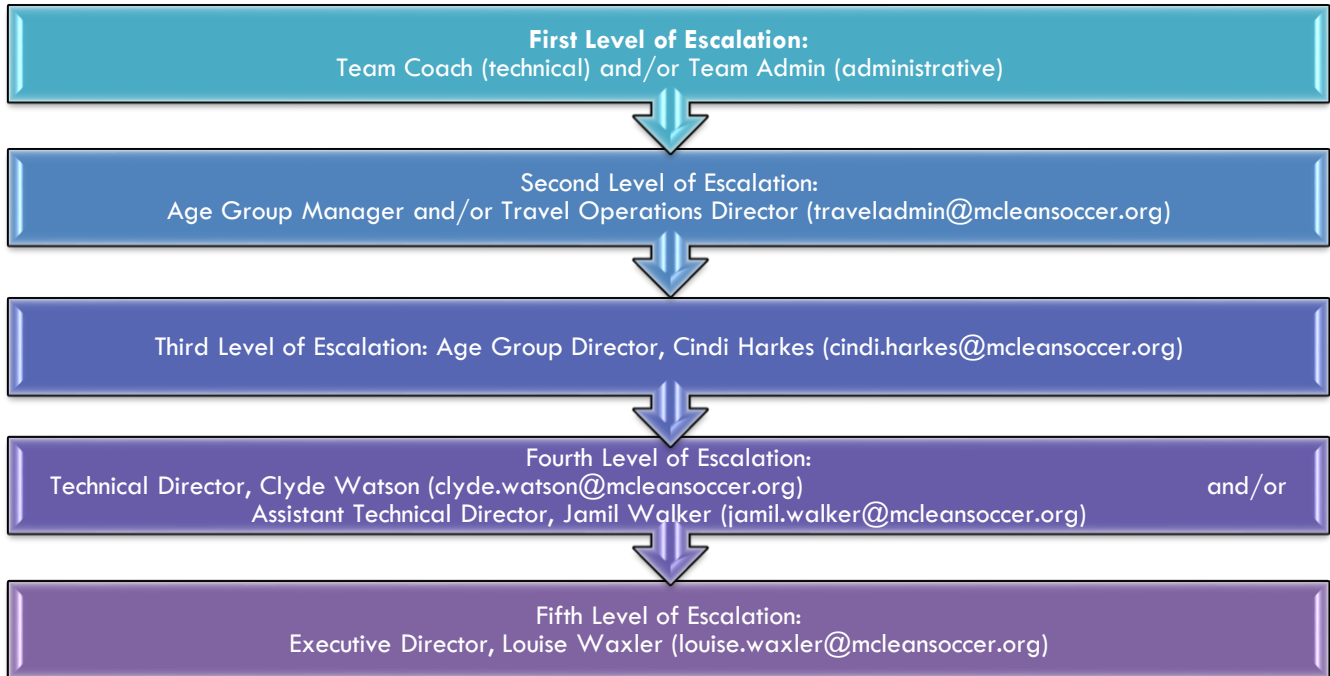 First Level of Escalation:
Team Coach (technical) and/or Team Admin (administrative)
Second Level of Escalation:
Age Group Manager and/or Travel Operations Director (traveladmin@mcleansoccer.org)
Third Level of Escalation: Age Group Director, Cindi Harkes (cindi.harkes@mcleansoccer.org)
Fourth Level of Escalation:
Technical Director, Clyde Watson (clyde.watson@mcleansoccer.org) and/or
Assistant Technical Director, Jamil Walker (jamil.walker@mcleansoccer.org)
Fifth Level of Escalation:
Executive Director, Louise Waxler (louise.waxler@mcleansoccer.org)